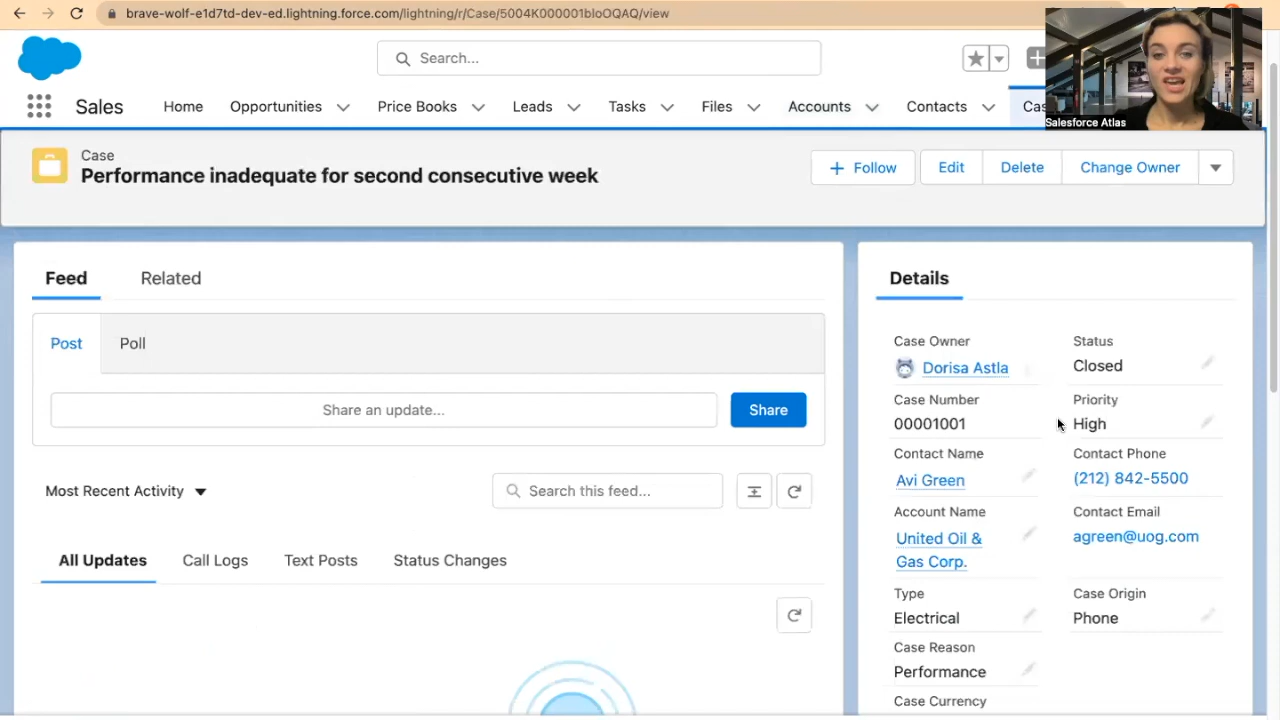 brave-wolf-e1d7td-dev-ed.lightning.force.com/lightning/r/Case/5004K000001bloOQAQ/view
Search...
Sales
Home
Opportunities
Price Books
Leads
Tasks
Files
Accounts
Contacts
Cas
Salesforce Atlas
Case
Performance inadequate for second consecutive week
+ Follow
Edit
Delete
Change Owner
Feed
Related
Post
Poll
Share an update...
Share
Most Recent Activity
Search this feed...
All Updates
Call Logs
Text Posts
Status Changes
Details
Case Owner
Dorisa Astla
Status
Closed
Case Number
00001001
Priority
High
Contact Name
Avi Green
Contact Phone
(212) 842-5500
Account Name
United Oil &
Gas Corp.
Contact Email
agreen@uog.com
Type
Electrical
Case Origin
Phone
Case Reason
Performance
Case Currency